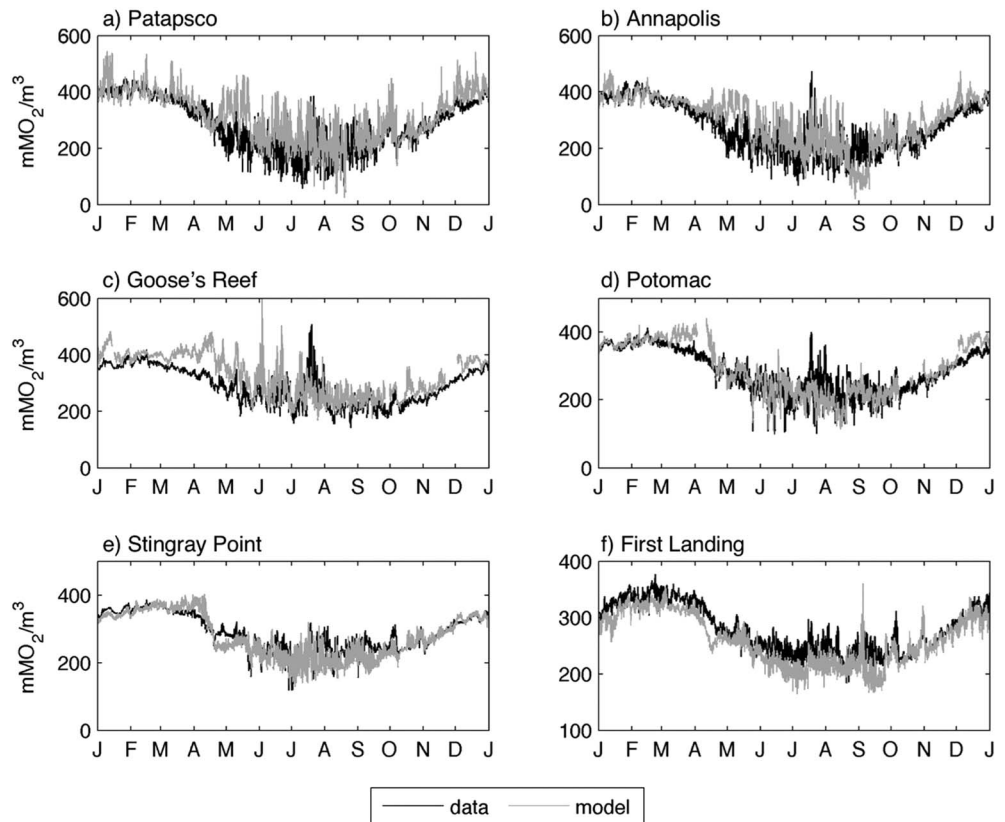 a) Patapsco
b) Annapolis
600
400
200
0
mMO2/m3
J F M A M J J A S O N D J
600
400
200
0
J F M A M J J A S O N D J
c) Goose's Reef
d) Potomac
600
400
200
0
mMO2/m3
J F M A M J J A S O N D J
400
200
0
J F M A M J J A S O N D J
e) Stingray Point
f) First Landing
400
200
0
mMO2/m3
J F M A M J J A S O N D J
400
300
200
100
J F M A M J J A S O N D J
data model